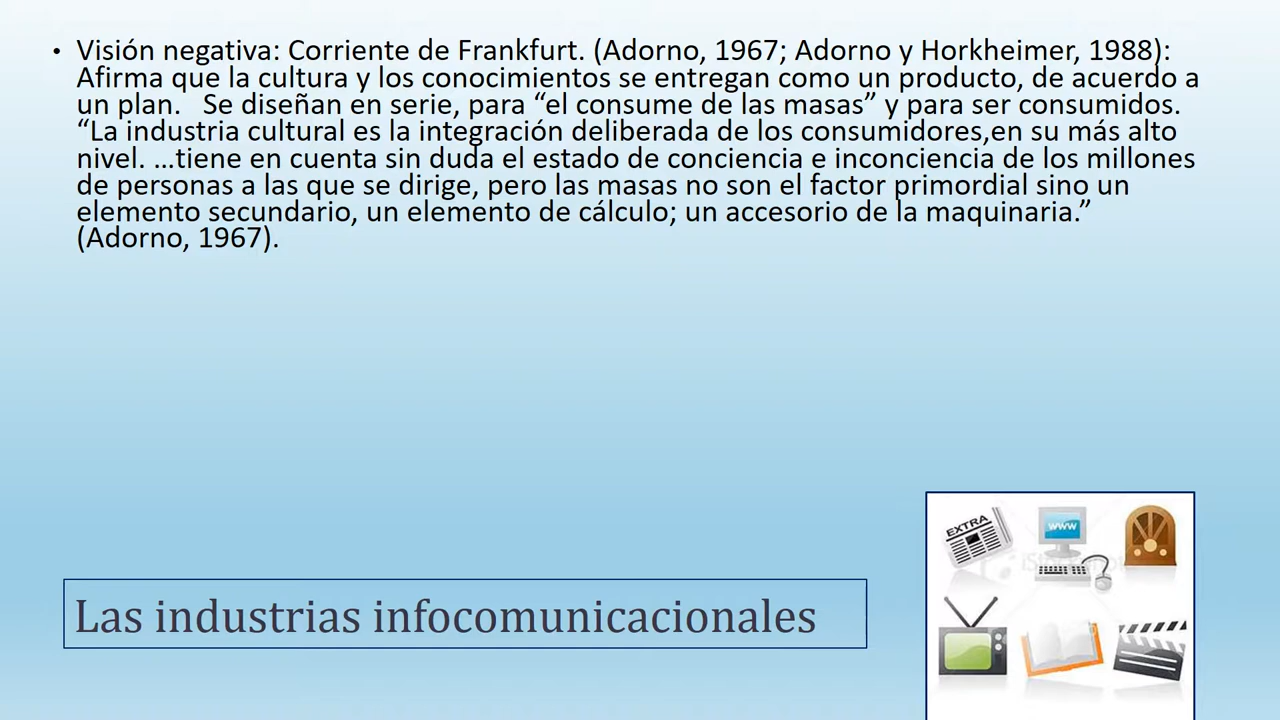 • Visión negativa: Corriente de Frankfurt. (Adorno, 1967; Adorno y Horkheimer, 1988):
Afirma que la cultura y los conocimientos se entregan como un producto, de acuerdo a
un plan.   Se diseñan en serie, para “el consume de las masas” y para ser consumidos.
“La industria cultural es la integración deliberada de los consumidores,en su más alto
nivel. …tiene en cuenta sin duda el estado de conciencia e inconciencia de los millones
de personas a las que se dirige, pero las masas no son el factor primordial sino un
elemento secundario, un elemento de cálculo; un accesorio de la maquinaria.”
(Adorno, 1967).
EXTRA
WWW
Las industrias infocomunicacionales